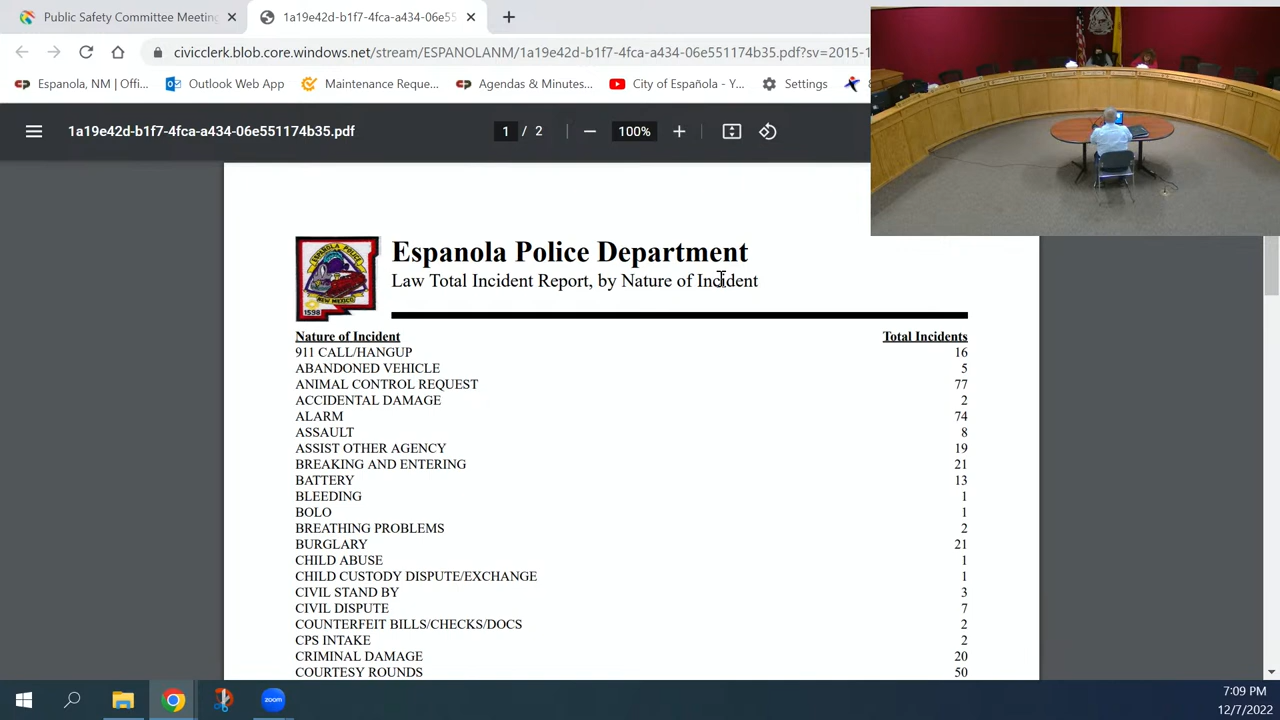 Public Safety Committee Meeting
1a19e42d-b1f7-4fca-a434-06e55
civicclerk.blob.core.windows.net/stream/ESPANOLANM/1a19e42d-b1f7-4fca-a434-06e551174b35.pdf?sv=2015-1
Espanola, NM | Offi...
Outlook Web App
Maintenance Reque...
Agendas & Minutes...
City of Española - Y...
Settings
1a19e42d-b1f7-4fca-a434-06e551174b35.pdf
1 / 2
100%
ESPANOLA POLICE
NEW MEXICO
1598
Espanola Police Department
Law Total Incident Report, by Nature of Incident
Nature of Incident Total Incidents
911 CALL/HANGUP 16
ABANDONED VEHICLE 5
ANIMAL CONTROL REQUEST 77
ACCIDENTAL DAMAGE 2
ALARM 74
ASSAULT 8
ASSIST OTHER AGENCY 19
BREAKING AND ENTERING 21
BATTERY 13
BLEEDING 1
BOLO 1
BREATHING PROBLEMS 2
BURGLARY 21
CHILD ABUSE 1
CHILD CUSTODY DISPUTE/EXCHANGE 1
CIVIL STAND BY 3
CIVIL DISPUTE 7
COUNTERFEIT BILLS/CHECKS/DOCS 2
CPS INTAKE 2
CRIMINAL DAMAGE 20
COURTESY ROUNDS 50
zoom
7:09 PM
12/7/2022